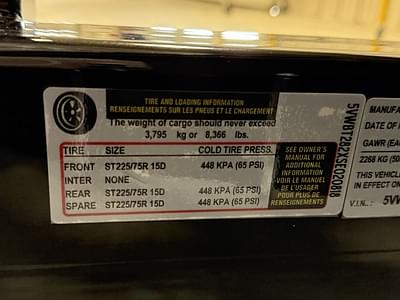 TIRE AND LOADING INFORMATION
RENSEIGNEMENTS SUR LES PNEUS ET LE CHARGEMENT
The weight of cargo should never exceed
3,795 kg or 8,366 lbs.
TIRE SIZE COLD TIRE PRESS.
FRONT ST225/75R 15D 448 KPA (65 PSI)
INTER NONE
REAR ST225/75R 15D 448 KPA (65 PSI)
SPARE ST225/75R 15D 448 KPA (65 PSI)
SEE OWNER'S
MANUAL FOR
ADDITIONAL
INFORMATION
VOIR LE MANUEL
DE L'USAGER
POUR PLUS DE
RENSEIGNEMENTS
MANUFA
DATE OF
GAWR (EA
2268 KG (50
THIS VEHICLE
IN EFFECT ON
V.I.N.: 5VW